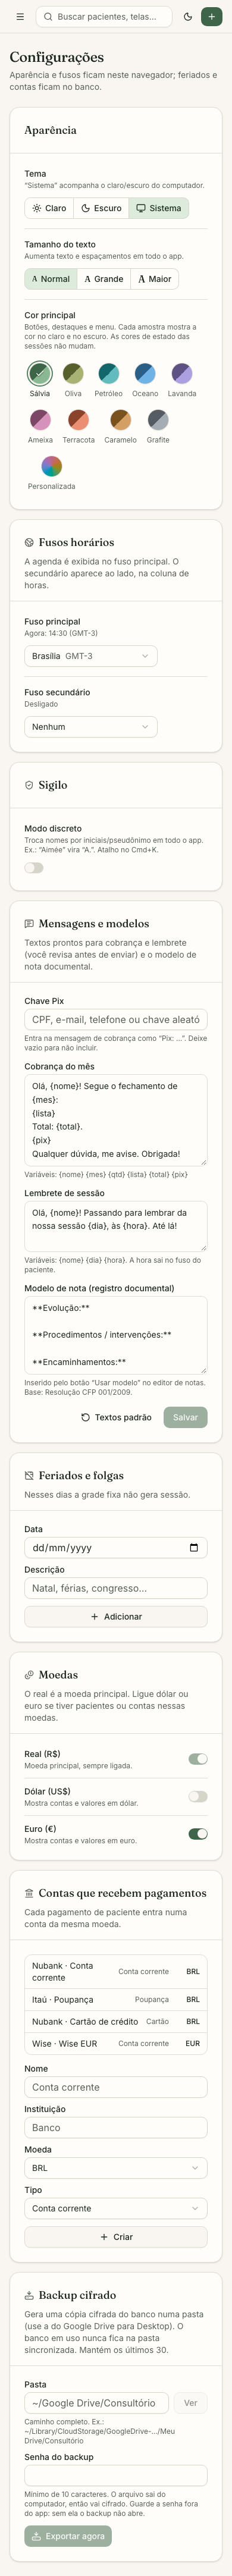 Buscar pacientes, telas...
Configurações
Aparência e fusos ficam neste navegador; feriados e
contas ficam no banco.
Aparência
Tema
"Sistema" acompanha o claro/escuro do computador.
Claro
Escuro
Sistema
Tamanho do texto
Aumenta texto e espaçamentos em todo o app.
A Normal
A Grande
A Maior
Cor principal
Botões, destaques e menu. Cada amostra mostra a
cor no claro e no escuro. As cores de estado das
sessões não mudam.
Sálvia
Oliva
Petróleo
Oceano
Lavanda
Ameixa
Terracota
Caramelo
Grafite
Personalizada
Fusos horários
A agenda é exibida no fuso principal. O
secundário aparece ao lado, na coluna de
horas.
Fuso principal
Agora: 14:30 (GMT-3)
Brasília GMT-3
Fuso secundário
Desligado
Nenhum
Sigilo
Modo discreto
Troca nomes por iniciais/pseudônimo em todo o app.
Ex.: "Aimée" vira "A.". Atalho no Cmd+K.
Mensagens e modelos
Textos prontos para cobrança e lembrete
(você revisa antes de enviar) e o modelo de
nota documental.
Chave Pix
CPF, e-mail, telefone ou chave aleató
Entra na mensagem de cobrança como "Pix: ...". Deixe
vazio para não incluir.
Cobrança do mês
Olá, {nome}! Segue o fechamento de
{mes}:
{lista}
Total: {total}.
{pix}
Qualquer dúvida, me avise. Obrigada!
Variáveis: {nome} {mes} {qtd} {lista} {total} {pix}
Lembrete de sessão
Olá, {nome}! Passando para lembrar da
nossa sessão {dia}, às {hora}. Até lá!
Variáveis: {nome} {dia} {hora}. A hora sai no fuso do
paciente.
Modelo de nota (registro documental)
**Evolução:**
**Procedimentos / intervenções:**
**Encaminhamentos:**
Inserido pelo botão "Usar modelo" no editor de notas.
Base: Resolução CFP 001/2009.
Textos padrão
Salvar
Feriados e folgas
Nesses dias a grade fixa não gera sessão.
Data
dd/mm/yyyy
Descrição
Natal, férias, congresso...
Adicionar
Moedas
O real é a moeda principal. Ligue dólar ou
euro se tiver pacientes ou contas nessas
moedas.
Real (R$)
Moeda principal, sempre ligada.
Dólar (US$)
Mostra contas e valores em dólar.
Euro (€)
Mostra contas e valores em euro.
Contas que recebem pagamentos
Cada pagamento de paciente entra numa
conta da mesma moeda.
Nubank · Conta
corrente
Conta corrente BRL
Itaú · Poupança Poupança BRL
Nubank · Cartão de crédito Cartão BRL
Wise · Wise EUR Conta corrente EUR
Nome
Conta corrente
Instituição
Banco
Moeda
BRL
Tipo
Conta corrente
Criar
Backup cifrado
Gera uma cópia cifrada do banco numa pasta
(use a do Google Drive para Desktop). O
banco em uso nunca fica na pasta
sincronizada. Mantém os últimos 30.
Pasta
~/Google Drive/Consultório
Ver
Caminho completo. Ex.:
~/Library/CloudStorage/GoogleDrive-.../Meu
Drive/Consultório
Senha do backup
Mínimo de 10 caracteres. O arquivo sai do
computador, então vai cifrado. Guarde a senha fora
do app: sem ela o backup não abre.
Exportar agora